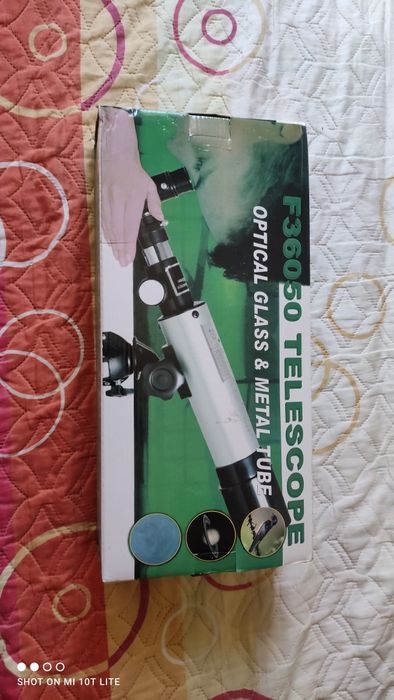 F36050 TELESCOPE
OPTICAL GLASS & METAL TUBE
SHOT ON MI 10T LITE